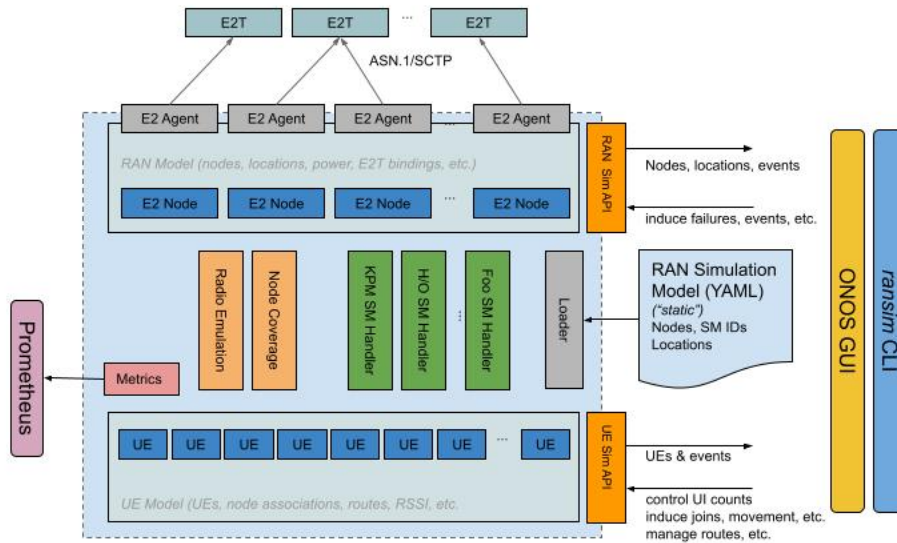 E2T
E2T
...
E2T
ASN.1/SCTP
E2 Agent
E2 Agent
E2 Agent
...
E2 Agent
RAN Model (nodes, locations, power, E2T bindings, etc.)
E2 Node
E2 Node
E2 Node
...
E2 Node
RAN Sim API
Nodes, locations, events
induce failures, events, etc.
Radio Emulation
Node Coverage
KPM SM Handler
H/O SM Handler
...
Foo SM Handler
Loader
RAN Simulation
Model (YAML)
("static")
Nodes, SM IDs
Locations
ONOS GUI
ransim CLI
Prometheus
Metrics
UE
UE
UE
UE
UE
UE
UE
...
UE
UE Model (UEs, node associations, routes, RSSI, etc.
UE Sim API
UEs & events
control UI counts
induce joins, movement, etc.
manage routes, etc.